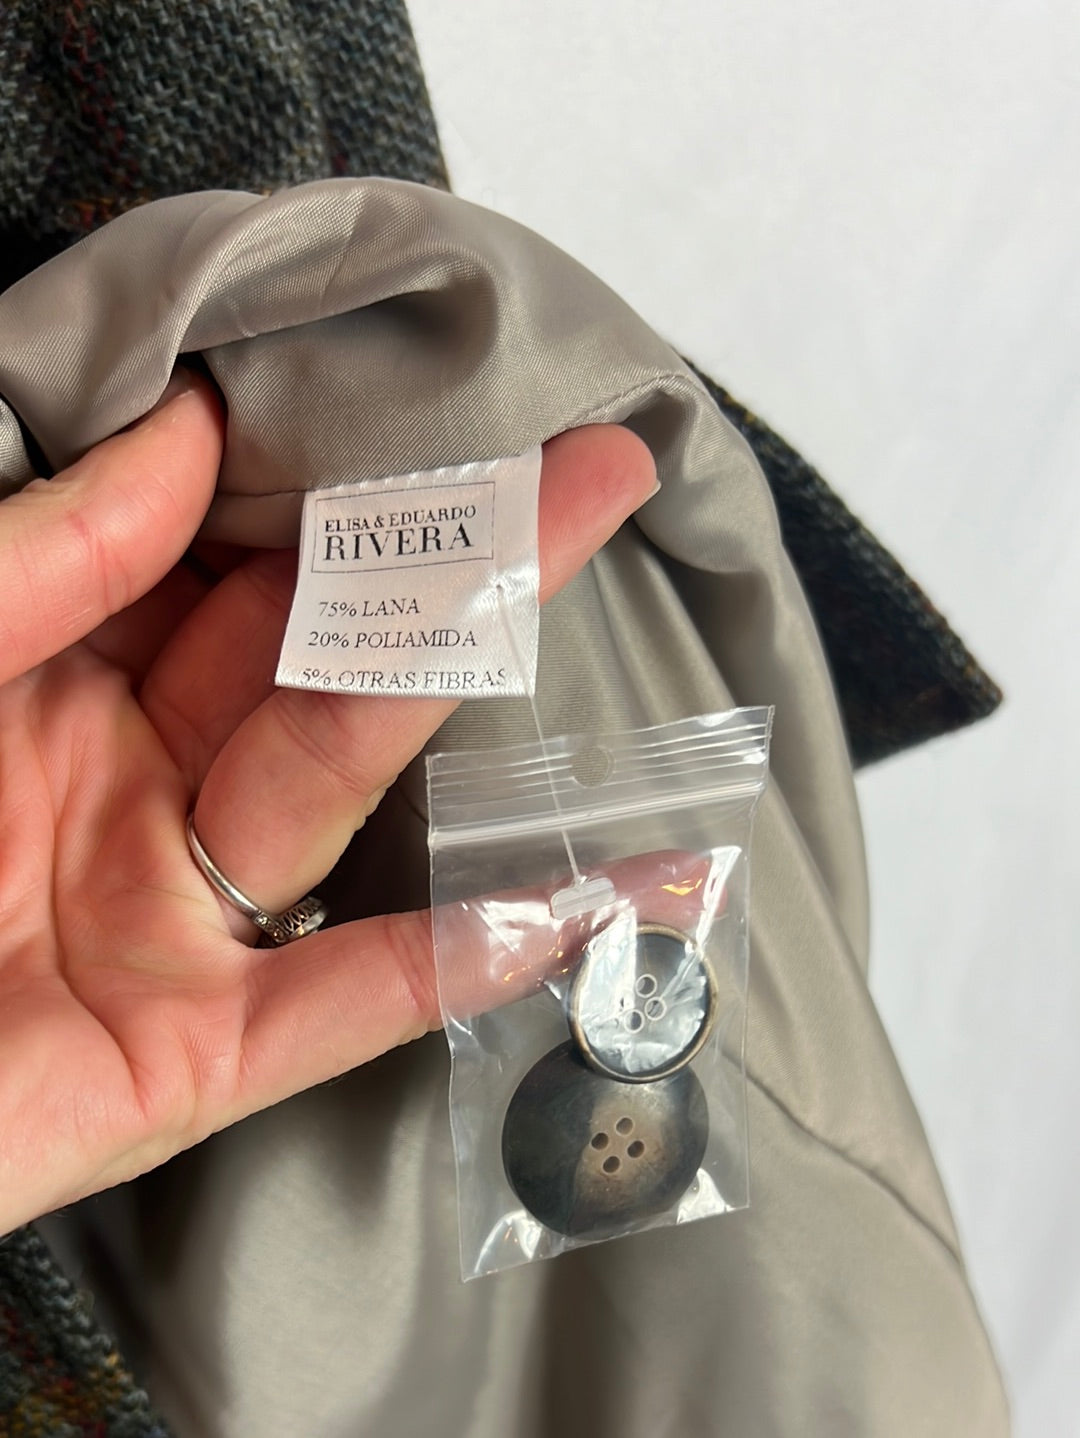 ELISA & EDUARDO
RIVERA
75% LANA
20% POLIAMIDA
5% OTRAS FIBRAS